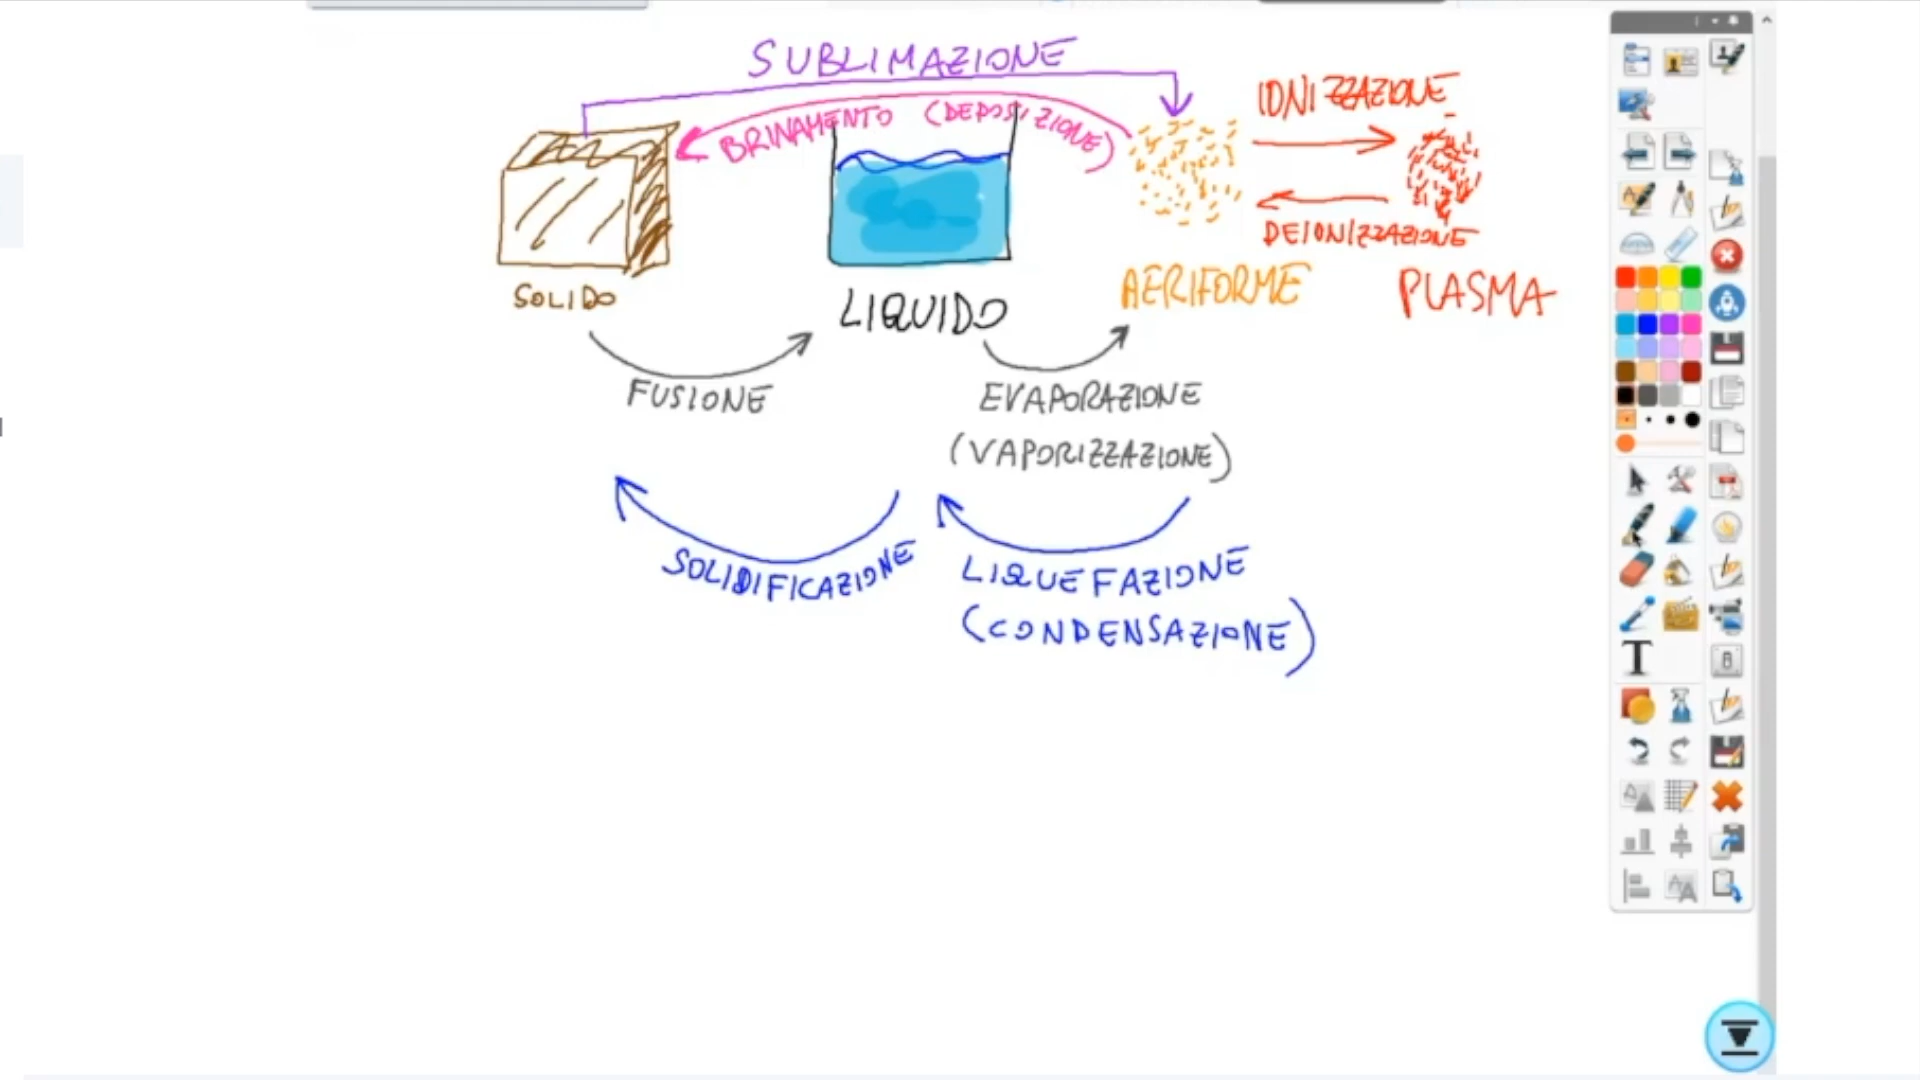 SUBLIMAZIONE
BRINAMENTO (DEPOSIZIONE)
IONIZZAZIONE
DEIONIZZAZIONE
SOLIDO
LIQUIDO
AERIFORME
PLASMA
FUSIONE
EVAPORAZIONE
(VAPORIZZAZIONE)
SOLIDIFICAZIONE
LIQUEFAZIONE
(CONDENSAZIONE)
T